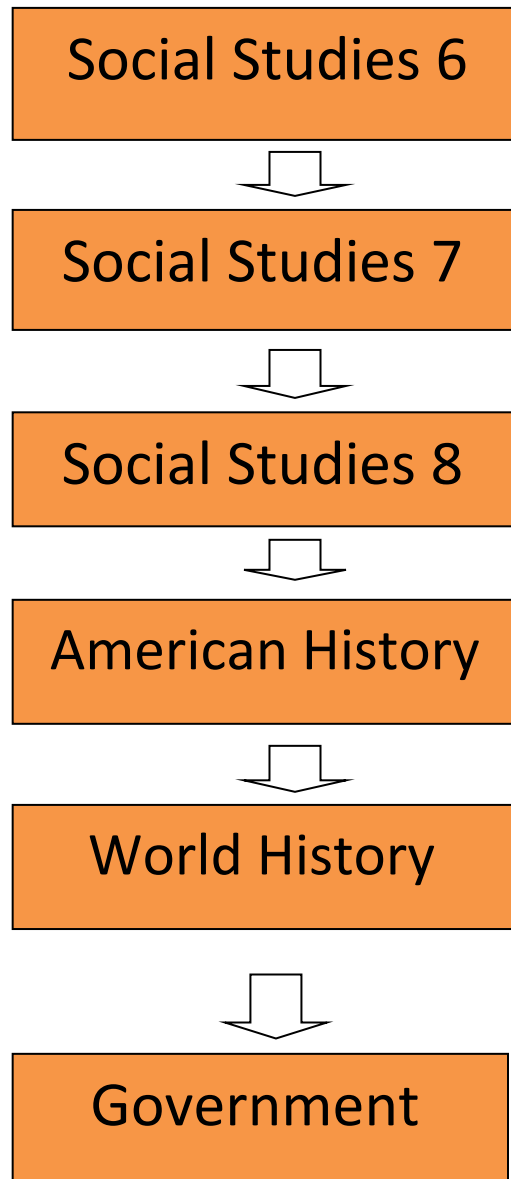 Social Studies 6
Social Studies 7
Social Studies 8
American History
World History
Government